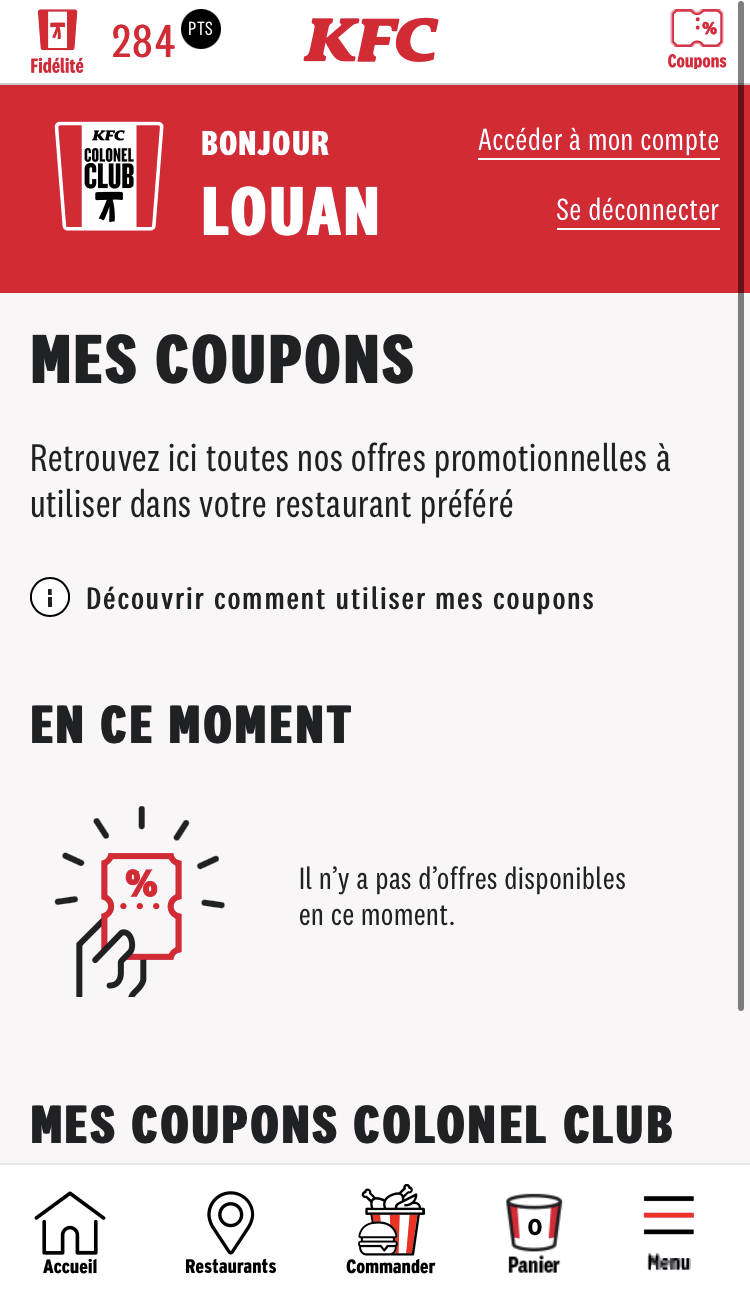 Fidélité
284 PTS
KFC
%
Coupons
KFC
COLONEL
CLUB
BONJOUR
LOUAN
Accéder à mon compte
Se déconnecter
MES COUPONS
Retrouvez ici toutes nos offres promotionnelles à
utiliser dans votre restaurant préféré
i Découvrir comment utiliser mes coupons
EN CE MOMENT
%
Il n’y a pas d’offres disponibles
en ce moment.
MES COUPONS COLONEL CLUB
Accueil
Restaurants
Commander
0
Panier
Menu